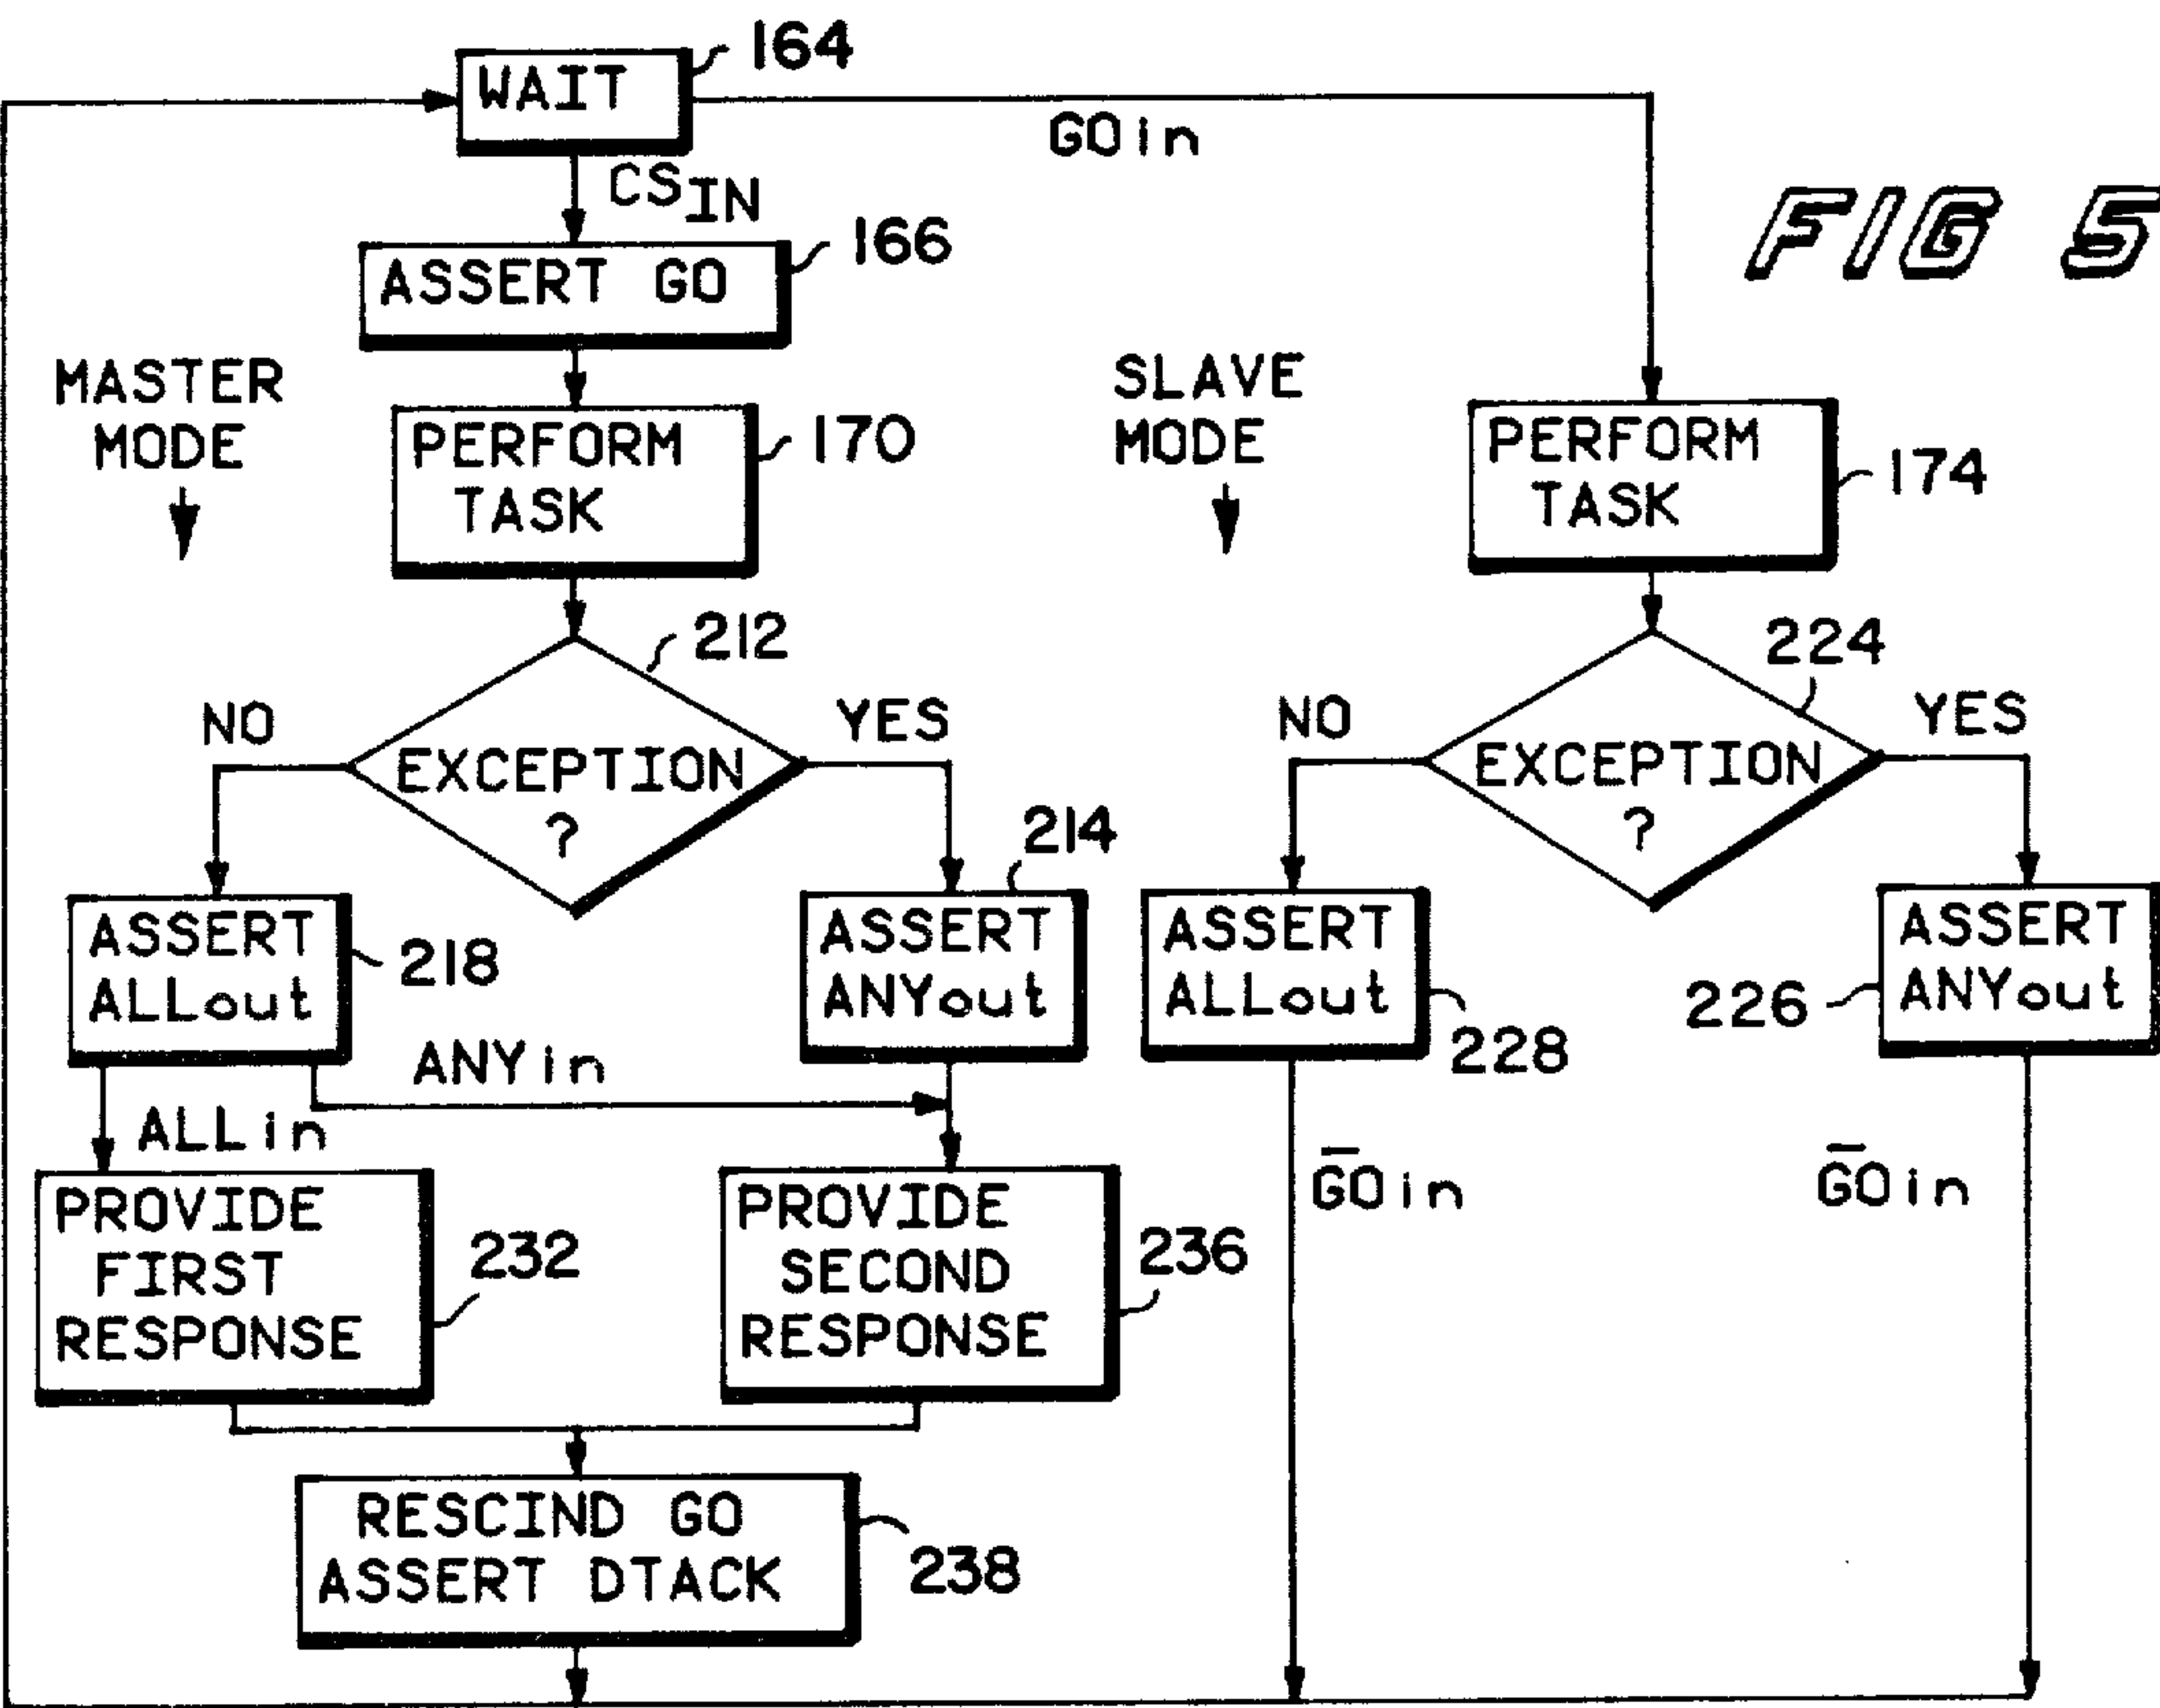 WAIT
164
GOin
CSIN
FIG 5
ASSERT GO
166
MASTER
MODE
PERFORM
TASK
170
SLAVE
MODE
PERFORM
TASK
174
212
NO
EXCEPTION
?
YES
224
NO
EXCEPTION
?
YES
ASSERT
ALLout
218
214
ASSERT
ANYout
ASSERT
ALLout
228
226
ASSERT
ANYout
ANYin
ALLin
G̅Oin
G̅Oin
PROVIDE
FIRST
RESPONSE
232
PROVIDE
SECOND
RESPONSE
236
RESCIND GO
ASSERT DTACK
238